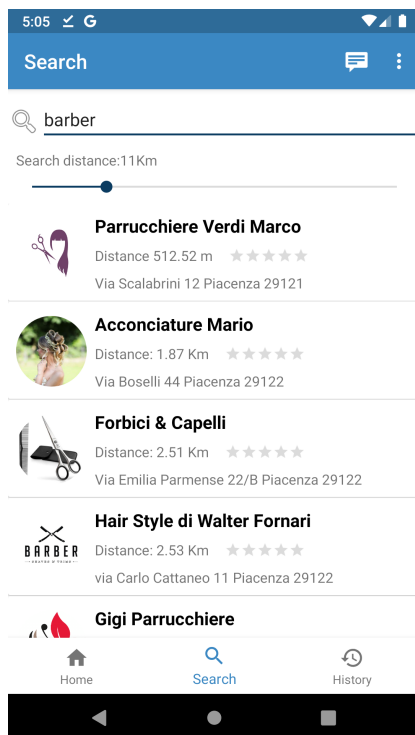 5:05 G
Search
barber
Search distance:11Km
Parrucchiere Verdi Marco
Distance 512.52 m
Via Scalabrini 12 Piacenza 29121
Acconciature Mario
Distance: 1.87 Km
Via Boselli 44 Piacenza 29122
Forbici & Capelli
Distance: 2.51 Km
Via Emilia Parmense 22/B Piacenza 29122
Hair Style di Walter Fornari
BARBER
Distance: 2.53 Km
via Carlo Cattaneo 11 Piacenza 29122
Gigi Parrucchiere
Home
Search
History